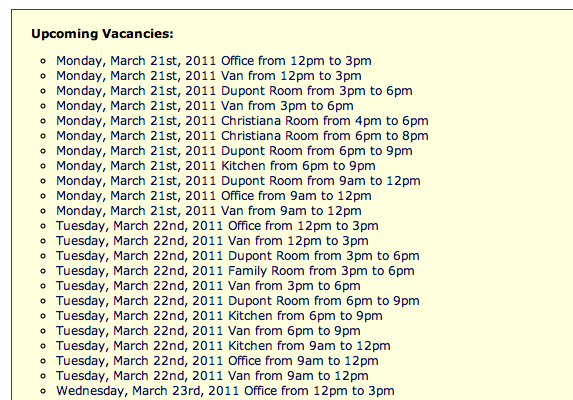 Upcoming Vacancies:
Monday, March 21st, 2011 Office from 12pm to 3pm
Monday, March 21st, 2011 Van from 12pm to 3pm
Monday, March 21st, 2011 Dupont Room from 3pm to 6pm
Monday, March 21st, 2011 Van from 3pm to 6pm
Monday, March 21st, 2011 Christiana Room from 4pm to 6pm
Monday, March 21st, 2011 Christiana Room from 6pm to 8pm
Monday, March 21st, 2011 Dupont Room from 6pm to 9pm
Monday, March 21st, 2011 Kitchen from 6pm to 9pm
Monday, March 21st, 2011 Dupont Room from 9am to 12pm
Monday, March 21st, 2011 Office from 9am to 12pm
Monday, March 21st, 2011 Van from 9am to 12pm
Tuesday, March 22nd, 2011 Office from 12pm to 3pm
Tuesday, March 22nd, 2011 Van from 12pm to 3pm
Tuesday, March 22nd, 2011 Dupont Room from 3pm to 6pm
Tuesday, March 22nd, 2011 Family Room from 3pm to 6pm
Tuesday, March 22nd, 2011 Van from 3pm to 6pm
Tuesday, March 22nd, 2011 Dupont Room from 6pm to 9pm
Tuesday, March 22nd, 2011 Kitchen from 6pm to 9pm
Tuesday, March 22nd, 2011 Van from 6pm to 9pm
Tuesday, March 22nd, 2011 Kitchen from 9am to 12pm
Tuesday, March 22nd, 2011 Office from 9am to 12pm
Tuesday, March 22nd, 2011 Van from 9am to 12pm
Wednesday, March 23rd, 2011 Office from 12pm to 3pm